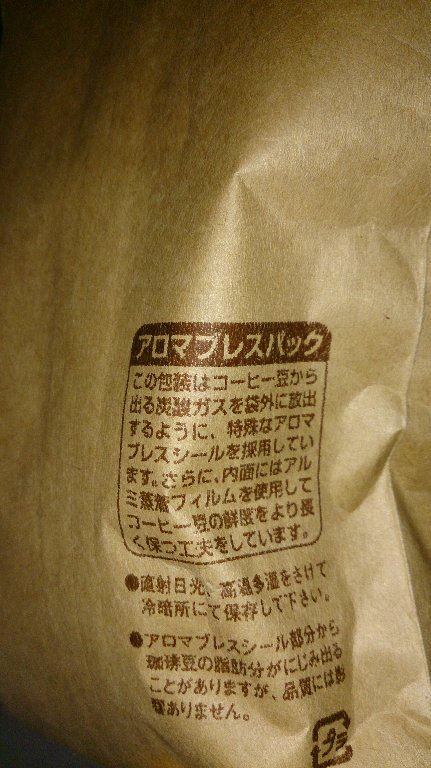 アロマブレスパック
この包装はコーヒー豆から
出る炭酸ガスを袋外に放出
するように、特殊なアロマ
ブレスシールを採用してい
ます。さらに、内面にはアル
ミ蒸着フィルムを使用して
コーヒー豆の鮮度をより長
く保つ工夫をしています。
●直射日光、高温多湿をさけて
冷暗所にて保存して下さい。
●アロマブレスシール部分から
珈琲豆の脂肪分がにじみ出る
ことがありますが、品質には影
響ありません。
プラ